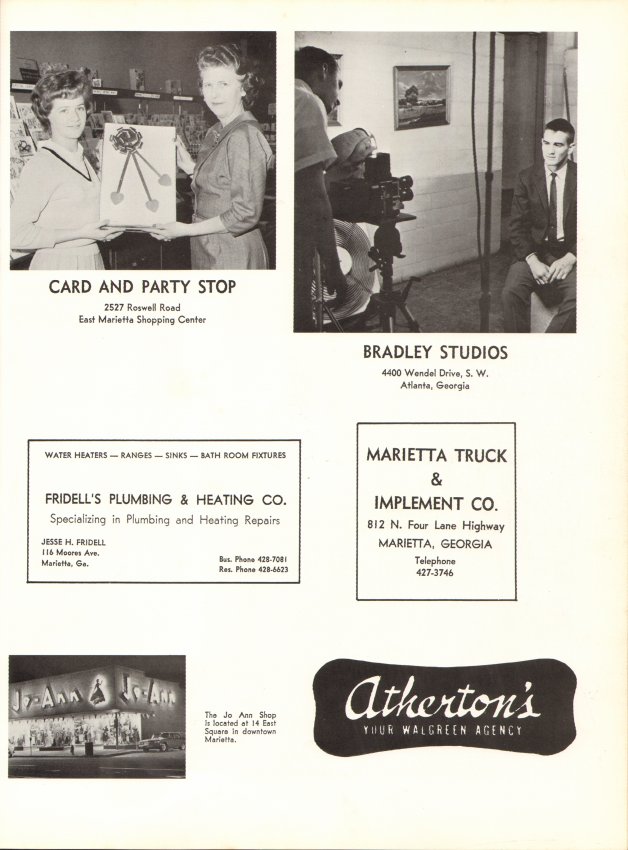 CARD AND PARTY STOP
2527 Roswell Road
East Marietta Shopping Center
BRADLEY STUDIOS
4400 Wendel Drive, S. W.
Atlanta, Georgia
WATER HEATERS — RANGES — SINKS — BATH ROOM FIXTURES
FRIDELL'S PLUMBING & HEATING CO.
Specializing in Plumbing and Heating Repairs
JESSE H. FRIDELL
116 Moores Ave.
Marietta, Ga.
Bus. Phone 428-7081
Res. Phone 428-6623
MARIETTA TRUCK
&
IMPLEMENT CO.
812 N. Four Lane Highway
MARIETTA, GEORGIA
Telephone
427-3746
Jo-Ann Jo-Ann
The Jo Ann Shop
is located at 14 East
Square in downtown
Marietta.
Atherton's
YOUR WALGREEN AGENCY